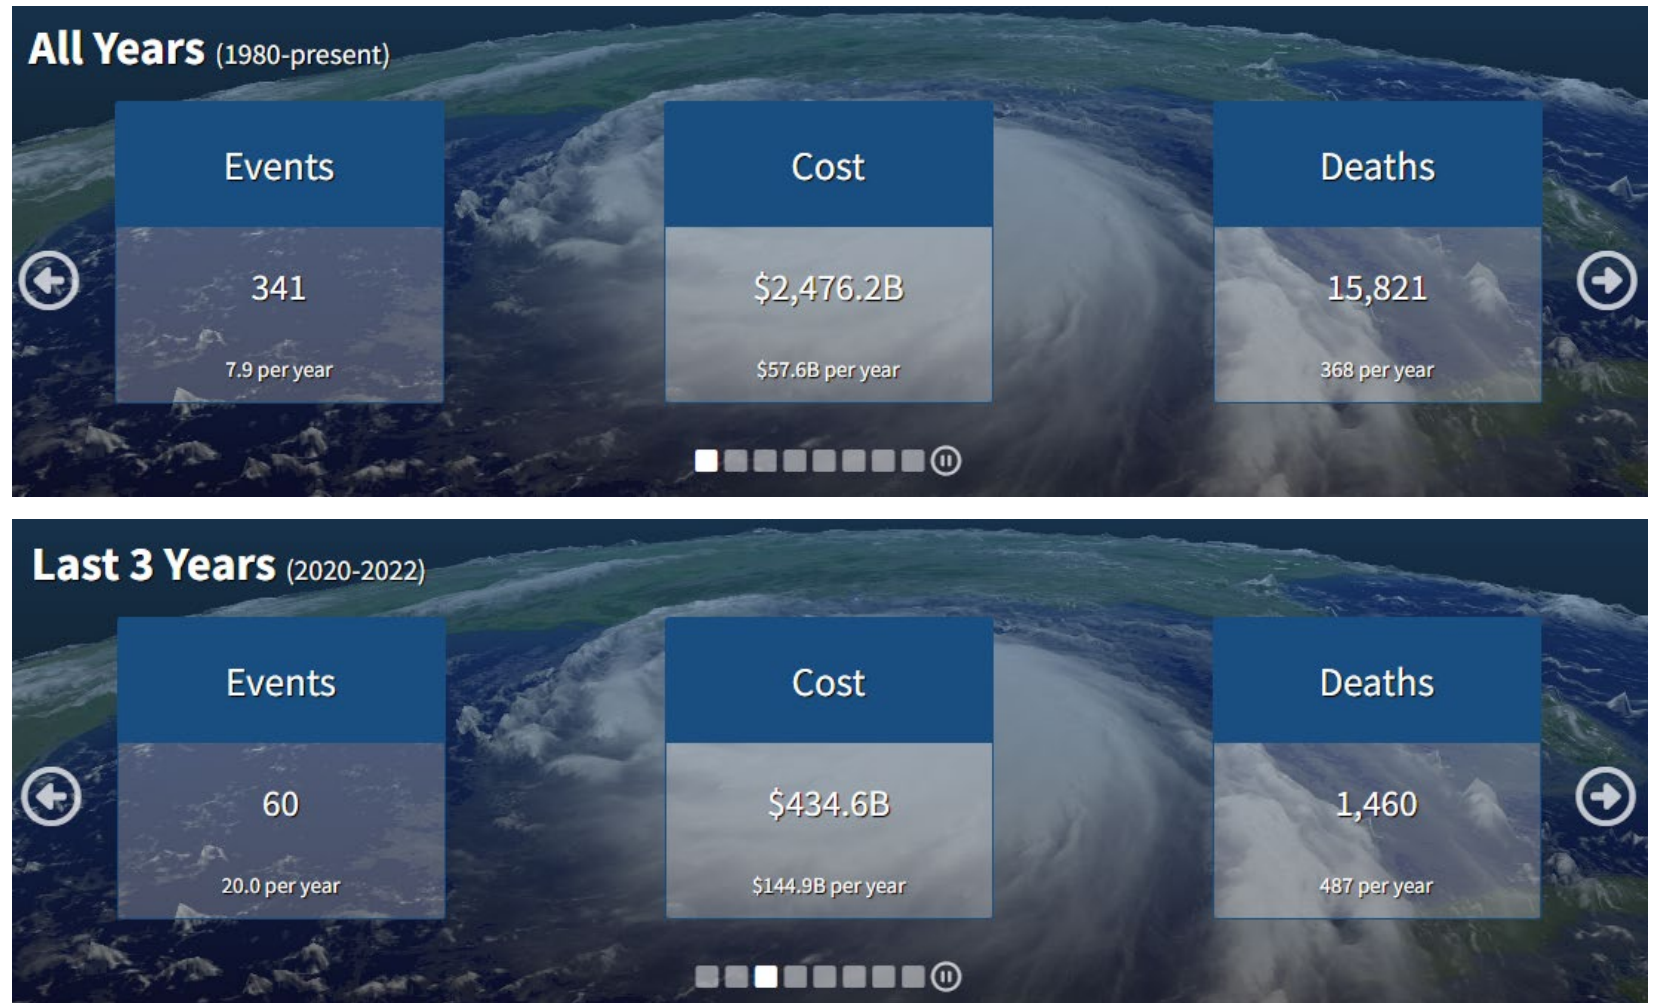 All Years (1980-present)
Events
Cost
Deaths
341
$2,476.2B
15,821
7.9 per year
$57.6B per year
368 per year
Last 3 Years (2020-2022)
Events
Cost
Deaths
60
$434.6B
1,460
20.0 per year
$144.9B per year
487 per year